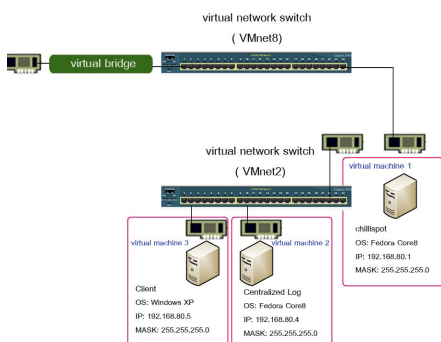 virtual network switch
( VMnet8)
virtual bridge
virtual network switch
( VMnet2)
virtual machine 1
chillispot
OS: Fedora Core8
IP: 192.168.80.1
MASK: 255.255.255.0
virtual machine 3
Client
OS: Windows XP
IP: 192.168.80.5
MASK: 255.255.255.0
virtual machine 2
Centralized Log
OS: Fedora Core8
IP: 192.168.80.4
MASK: 255.255.255.0